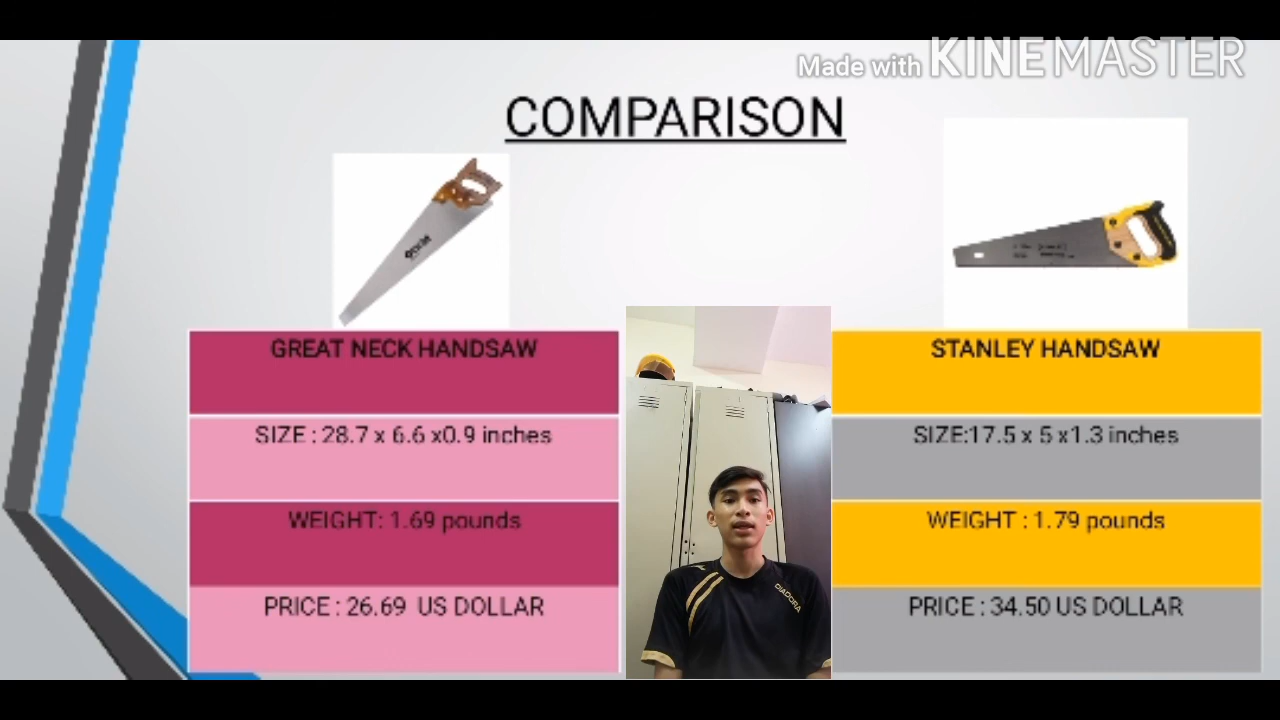 Made with KINEMASTER
COMPARISON
GREAT NECK HANDSAW
SIZE : 28.7 x 6.6 x0.9 inches
WEIGHT: 1.69 pounds
PRICE : 26.69 US DOLLAR
STANLEY HANDSAW
SIZE:17.5 x 5 x1.3 inches
WEIGHT : 1.79 pounds
PRICE : 34.50 US DOLLAR
DIADORA